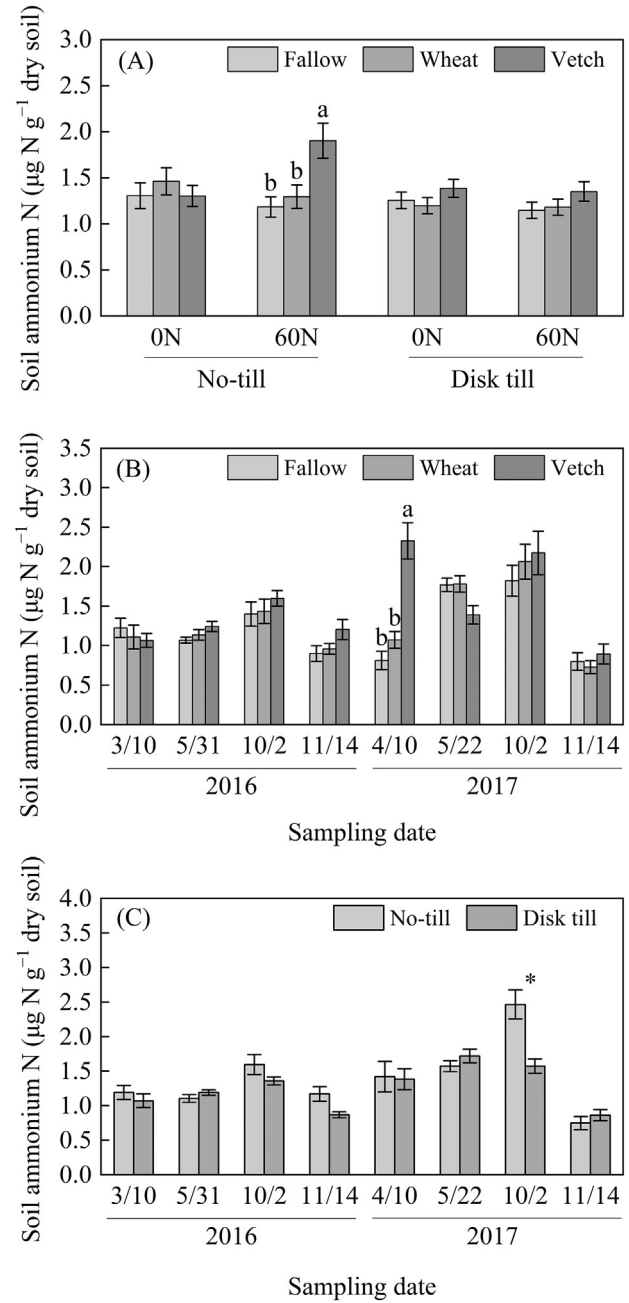 (A) Fallow Wheat Vetch
Soil ammonium N (μg N g⁻¹ dry soil)
3.0
2.5
2.0
1.5
1.0
0.5
0.0
b b a
0N 60N 0N 60N
No-till Disk till
(B) Fallow Wheat Vetch
Soil ammonium N (μg N g⁻¹ dry soil)
3.5
3.0
2.5
2.0
1.5
1.0
0.5
0.0
b b a
3/10 5/31 10/2 11/14 4/10 5/22 10/2 11/14
2016 2017
Sampling date
(C) No-till Disk till
Soil ammonium N (μg N g⁻¹ dry soil)
4.0
3.5
3.0
2.5
2.0
1.5
1.0
0.5
0.0
*
3/10 5/31 10/2 11/14 4/10 5/22 10/2 11/14
2016 2017
Sampling date